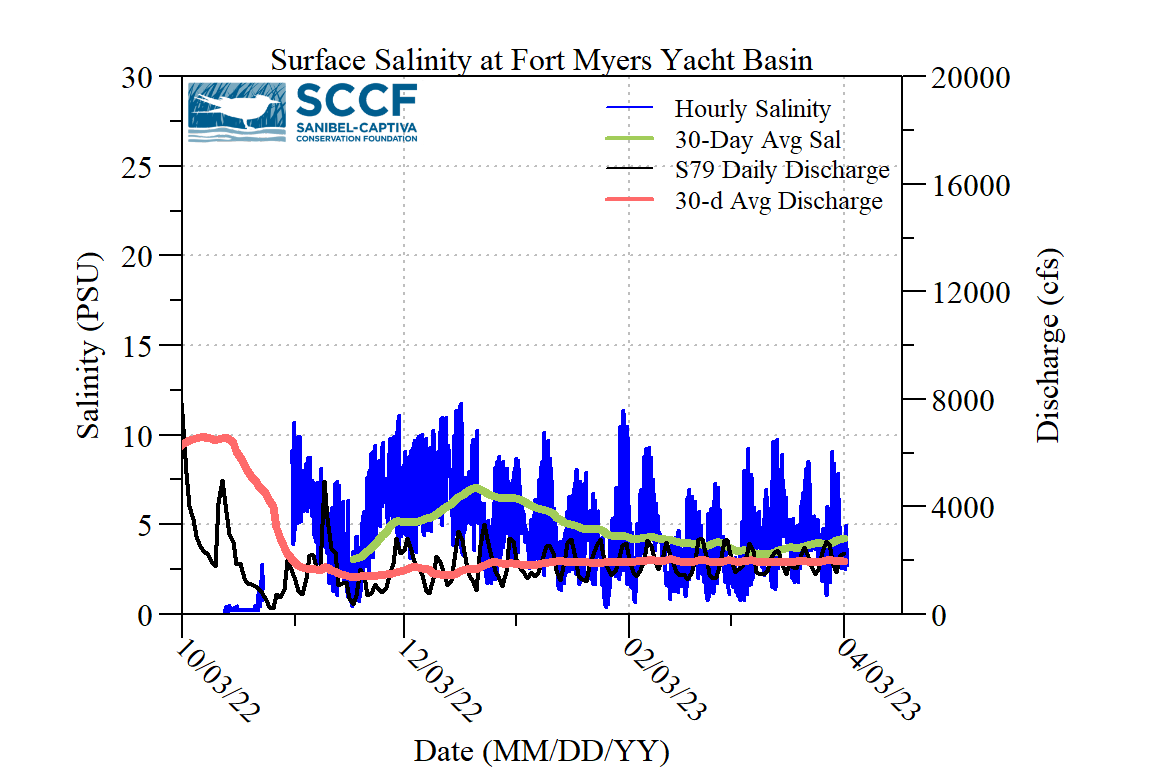 Surface Salinity at Fort Myers Yacht Basin
SCCF
SANIBEL-CAPTIVA
CONSERVATION FOUNDATION
Hourly Salinity
30-Day Avg Sal
S79 Daily Discharge
30-d Avg Discharge
Salinity (PSU)
30
25
20
15
10
5
0
20000
16000
12000
8000
4000
0
Discharge (cfs)
10/03/22
12/03/22
02/03/23
04/03/23
Date (MM/DD/YY)